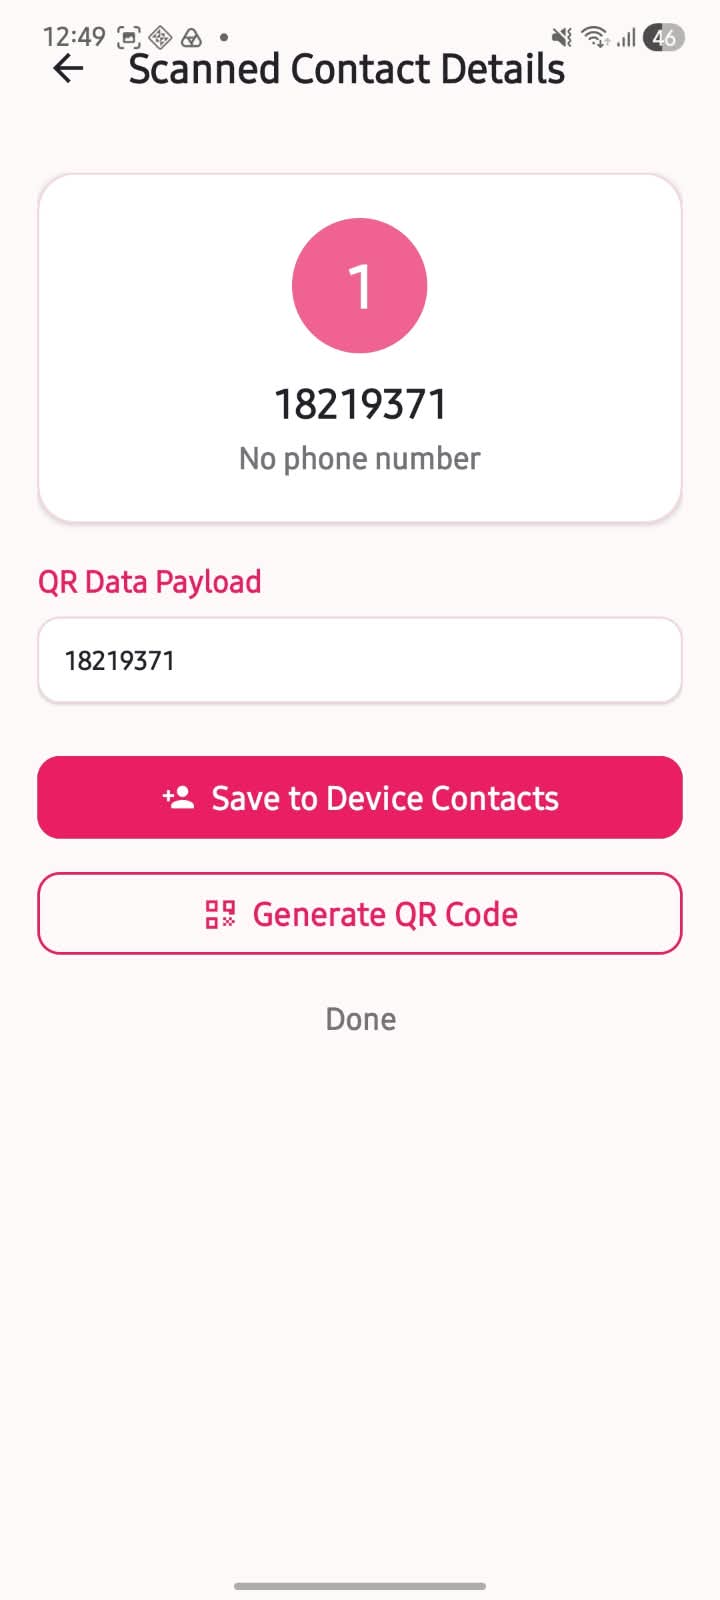 12:49
46
Scanned Contact Details
1
18219371
No phone number
QR Data Payload
18219371
Save to Device Contacts
Generate QR Code
Done